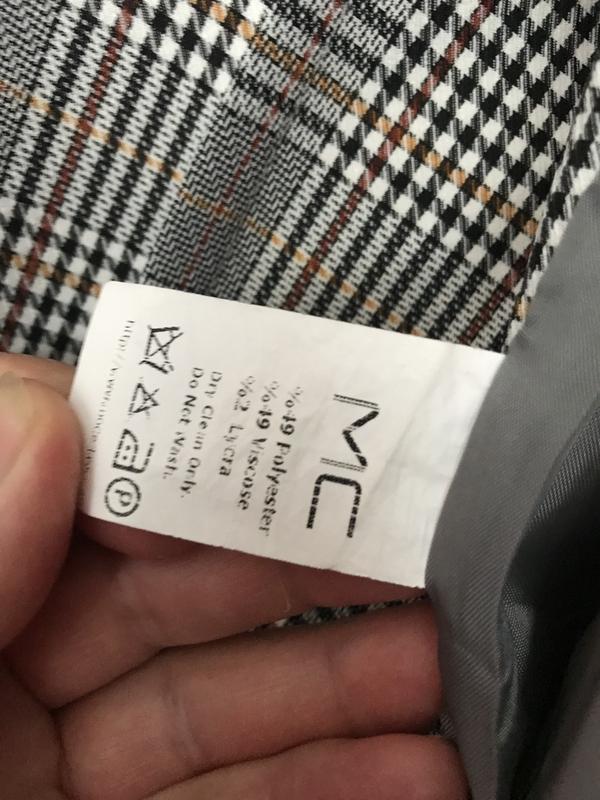 MC
%49 Polyester
%49 Viscose
%2 Lycra
Dry clean Only.
Do Not Wash.
P